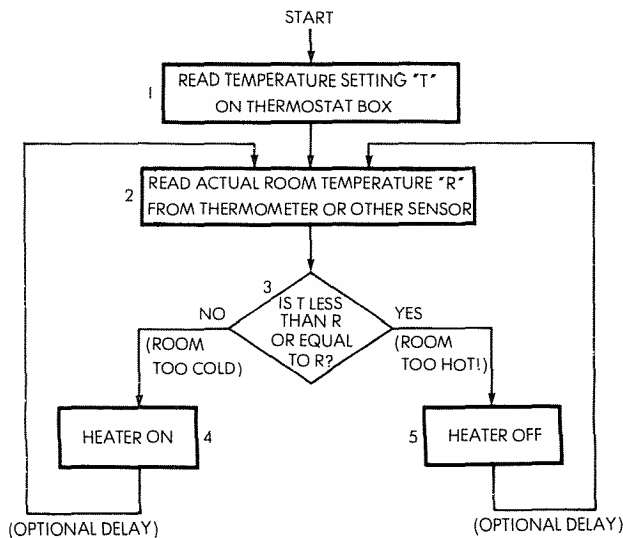 START
1
READ TEMPERATURE SETTING "T"
ON THERMOSTAT BOX
2
READ ACTUAL ROOM TEMPERATURE "R"
FROM THERMOMETER OR OTHER SENSOR
3
IS T LESS
THAN R
OR EQUAL
TO R?
NO
(ROOM
TOO COLD)
YES
(ROOM
TOO HOT!)
HEATER ON
4
5
HEATER OFF
(OPTIONAL DELAY)
(OPTIONAL DELAY)